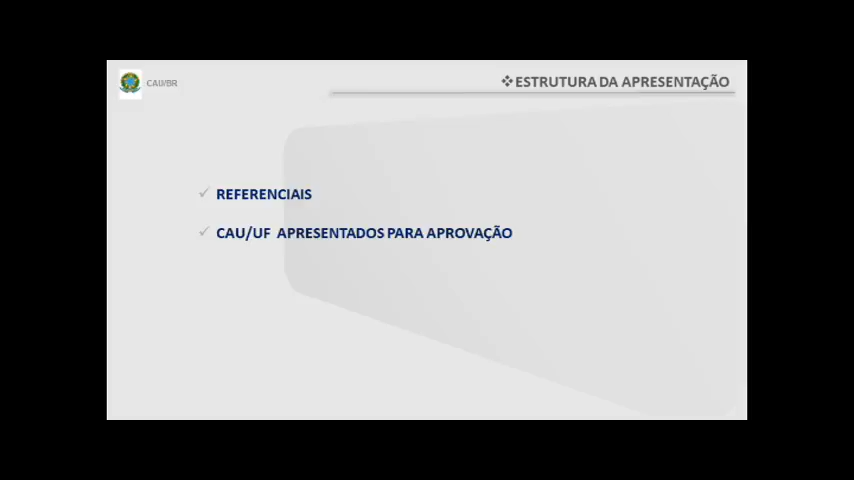 CAU/BR
❖ESTRUTURA DA APRESENTAÇÃO
✓ REFERENCIAIS
✓ CAU/UF APRESENTADOS PARA APROVAÇÃO